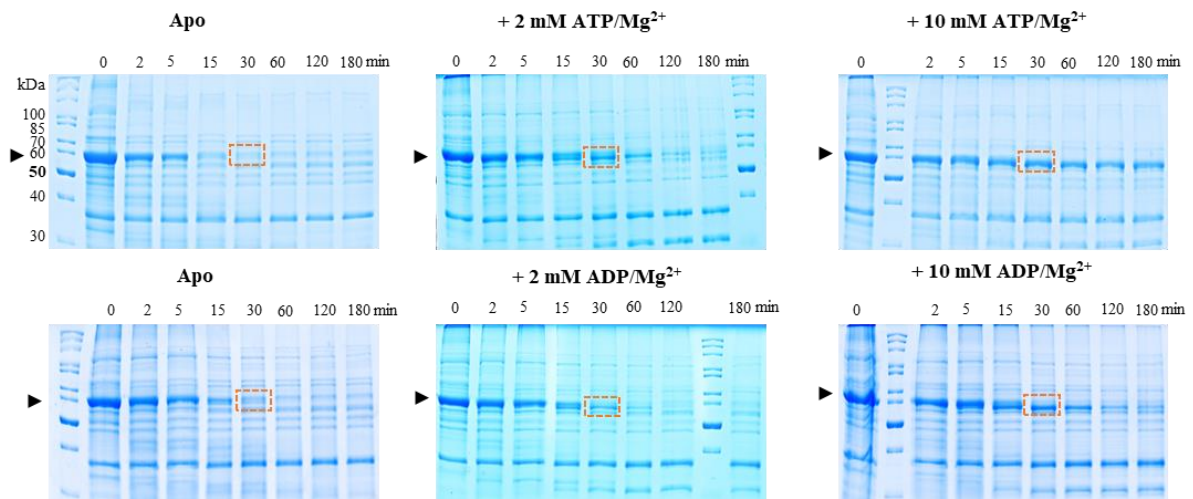 Apo
+ 2 mM ATP/Mg²⁺
+ 10 mM ATP/Mg²⁺
0 2 5 15 30 60 120 180 min
0 2 5 15 30 60 120 180 min
0 2 5 15 30 60 120 180 min
kDa
100
85
70
60
50
40
30
Apo
+ 2 mM ADP/Mg²⁺
+ 10 mM ADP/Mg²⁺
0 2 5 15 30 60 120 180 min
0 2 5 15 30 60 120 180 min
0 2 5 15 30 60 120 180 min